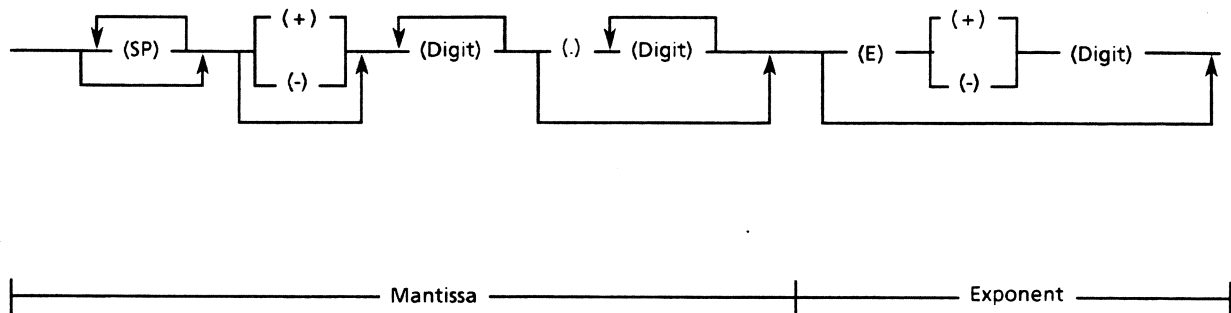 (+)
(SP) (Digit) (.) (Digit)
(-)
(+)
(E) (Digit)
(-)
Mantissa Exponent